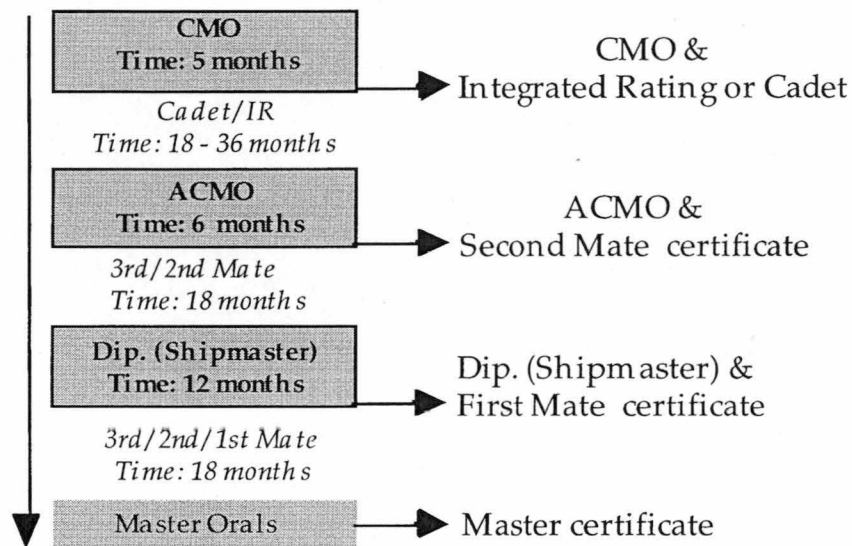 CMO
Time: 5 months
CMO &
Integrated Rating or Cadet
Cadet/IR
Time: 18 - 36 months
ACMO
Time: 6 months
ACMO &
Second Mate certificate
3rd/2nd Mate
Time: 18 months
Dip. (Shipmaster)
Time: 12 months
Dip. (Shipmaster) &
First Mate certificate
3rd/2nd/1st Mate
Time: 18 months
Master Orals
Master certificate